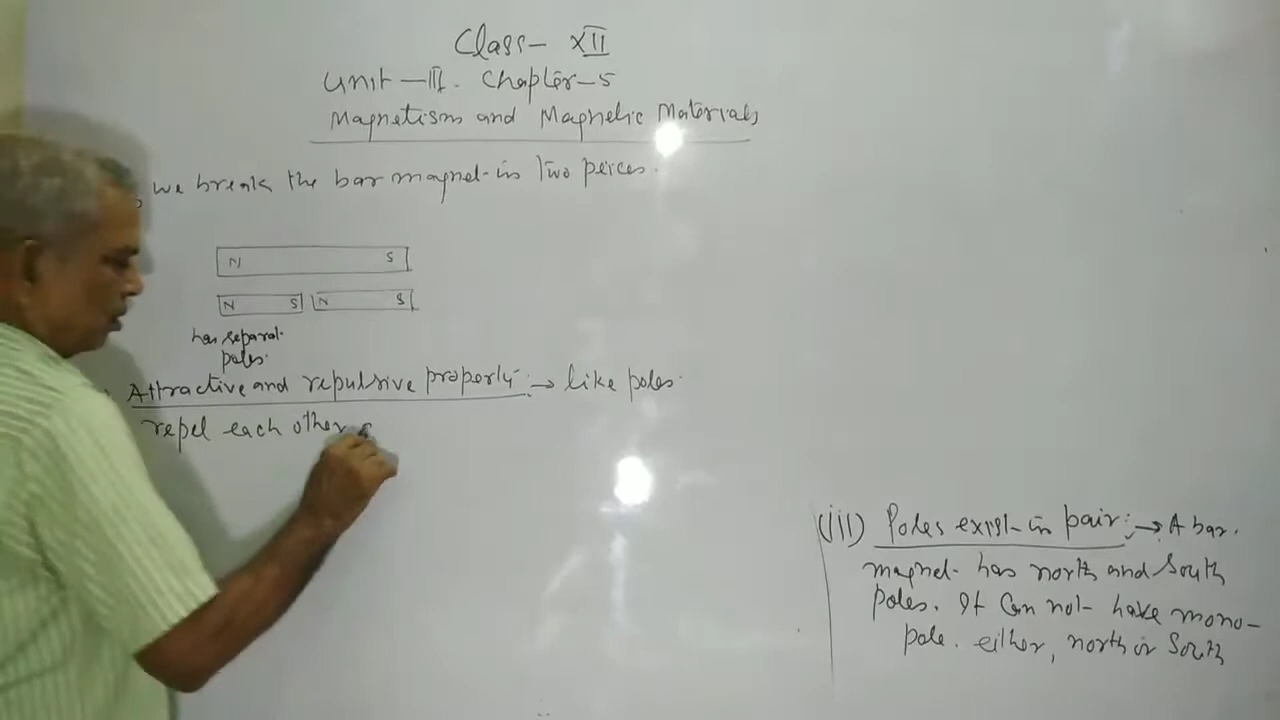 Class- XII
Unit-III. Chapter-5
Magnetism and Magnetic Materials
we break the bar magnet in two peices.
N S
N S N S
has separat
poles.
Attractive and repulsive property:→ like poles
repel each other
(iii) Poles exist in pair:→ A bar.
magnet has north and South
poles. It Can not have mono-
pole. either, north or South